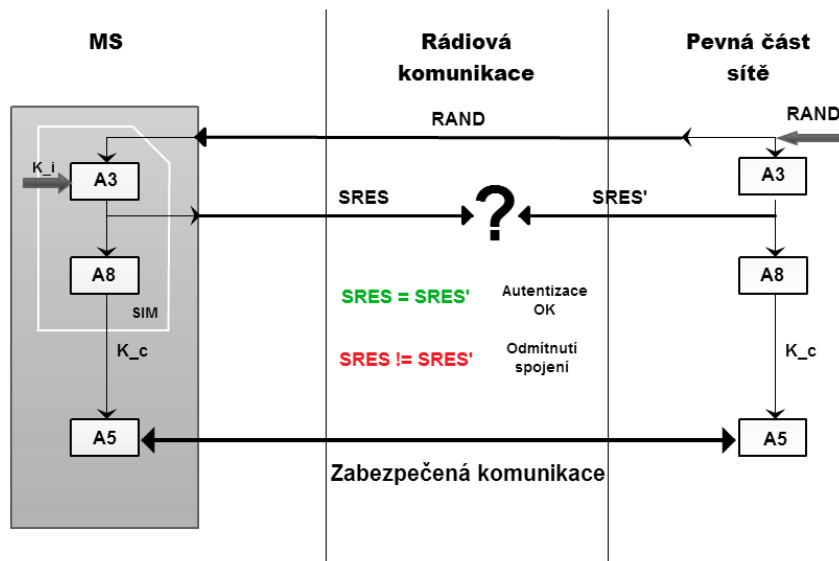 MS
Rádiová
komunikace
Pevná část
sítě
RAND
RAND
K_i
A3
A3
SRES
?
SRES'
A8
A8
SIM
SRES = SRES'
Autentizace
OK
K_c
SRES != SRES'
Odmítnutí
spojení
K_c
A5
A5
Zabezpečená komunikace